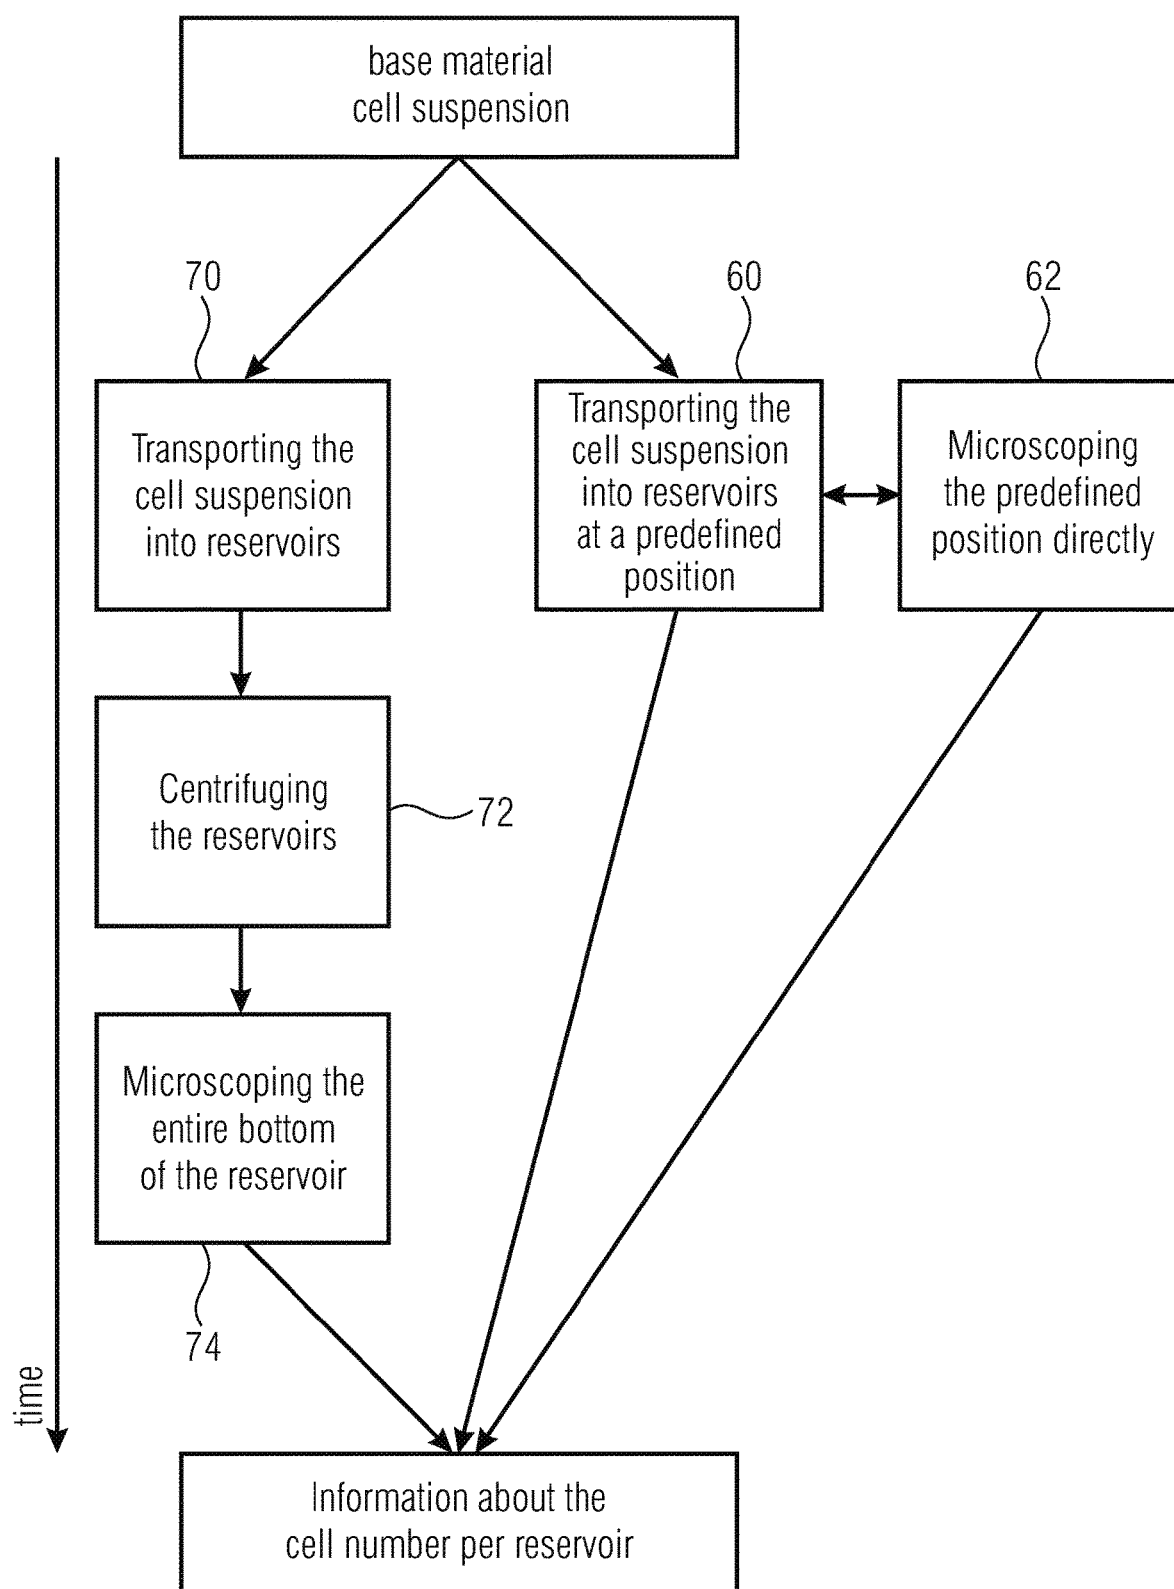 base material
cell suspension
70
60
62
Transporting the
cell suspension
into reservoirs
Transporting the
cell suspension
into reservoirs
at a predefined
position
Microscoping
the predefined
position directly
Centrifuging
the reservoirs
72
Microscoping the
entire bottom
of the reservoir
74
time
Information about the
cell number per reservoir